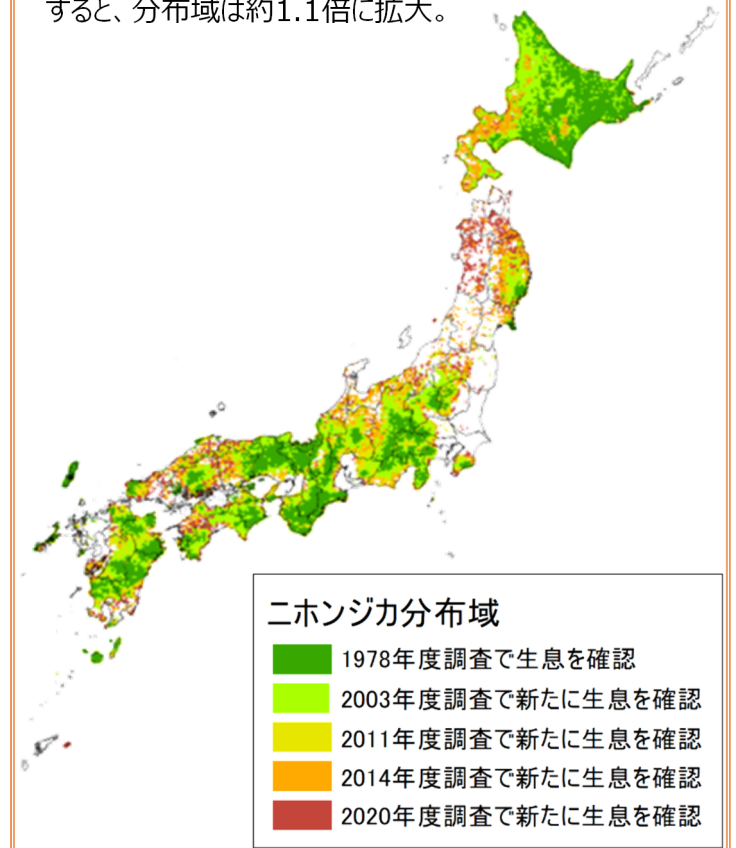 すると、分布域は約1.1倍に拡大。
ニホンジカ分布域
1978年度調査で生息を確認
2003年度調査で新たに生息を確認
2011年度調査で新たに生息を確認
2014年度調査で新たに生息を確認
2020年度調査で新たに生息を確認